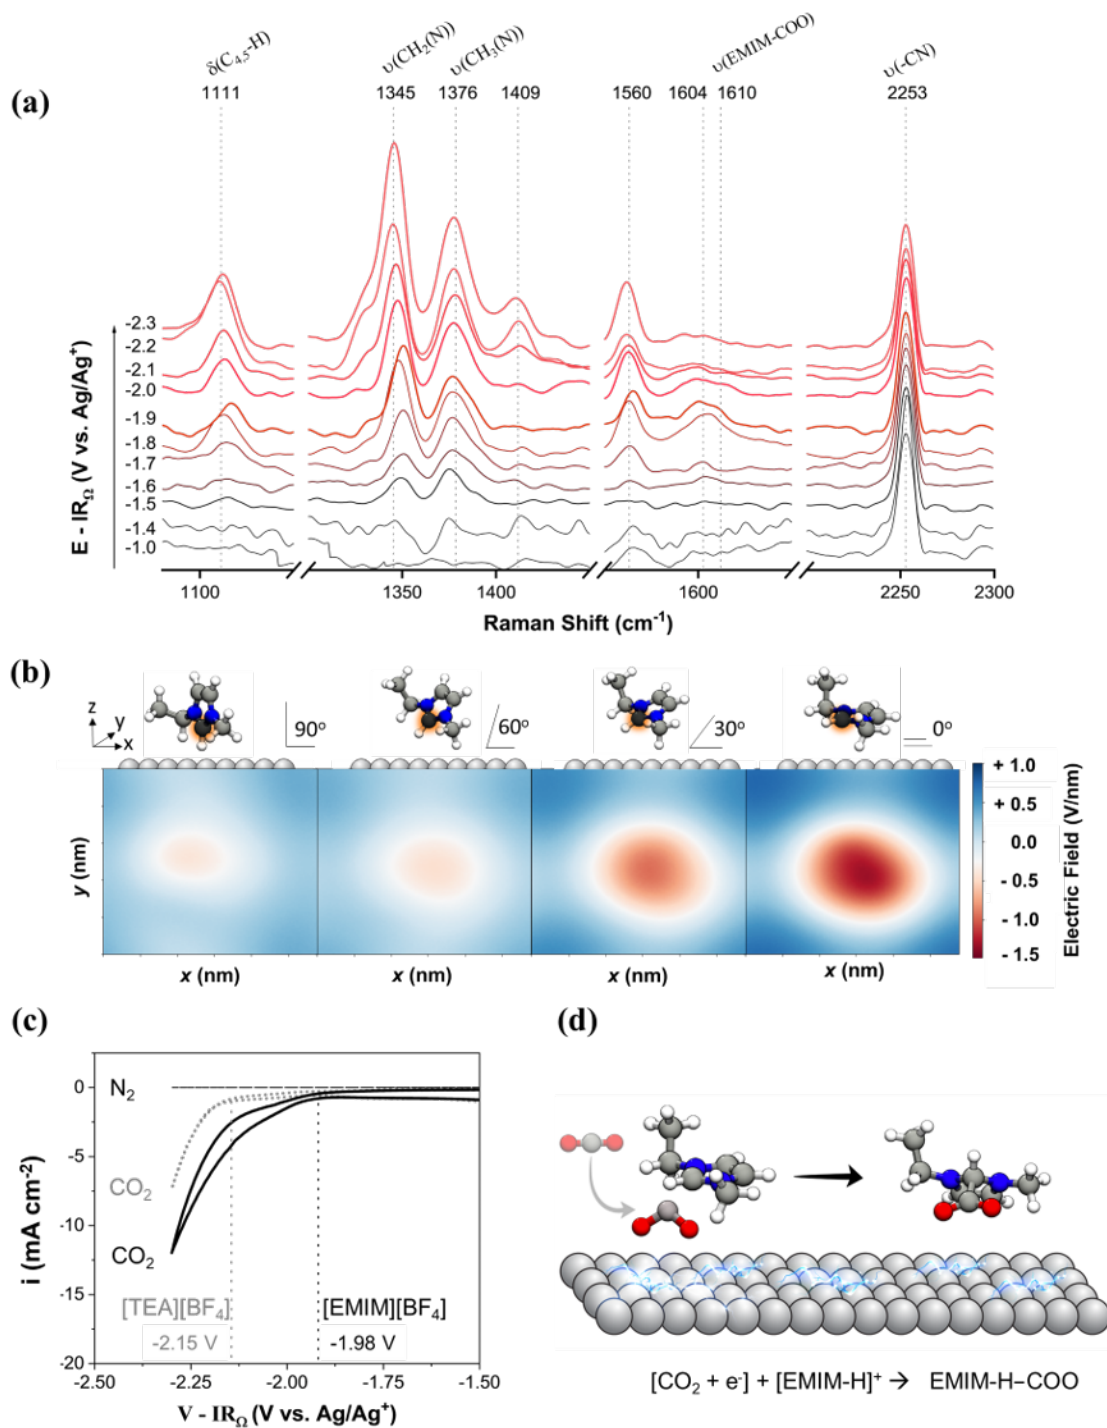 (a)
δ(C₄,₅-H)
υ(CH₂(N))
υ(CH₃(N))
υ(EMIM-COO)
υ(-CN)
1111 1345 1376 1409 1560 1604 1610 2253
E - IR_Ω (V vs. Ag/Ag⁺)
-2.3
-2.2
-2.1
-2.0
-1.9
-1.8
-1.7
-1.6
-1.5
-1.4
-1.0
1100 1350 1400 1600 2250 2300
Raman Shift (cm⁻¹)
(b)
z y x
90° 60° 30° 0°
y (nm)
x (nm) x (nm) x (nm) x (nm)
+ 1.0
+ 0.5
0.0
- 0.5
- 1.0
- 1.5
Electric Field (V/nm)
(c)
i (mA cm⁻²)
0
-5
-10
-15
-20
N₂
CO₂
CO₂
[TEA][BF₄]
-2.15 V
[EMIM][BF₄]
-1.98 V
-2.50 -2.25 -2.00 -1.75 -1.50
V - IR_Ω (V vs. Ag/Ag⁺)
(d)
[CO₂ + e⁻] + [EMIM-H]⁺ → EMIM-H–COO